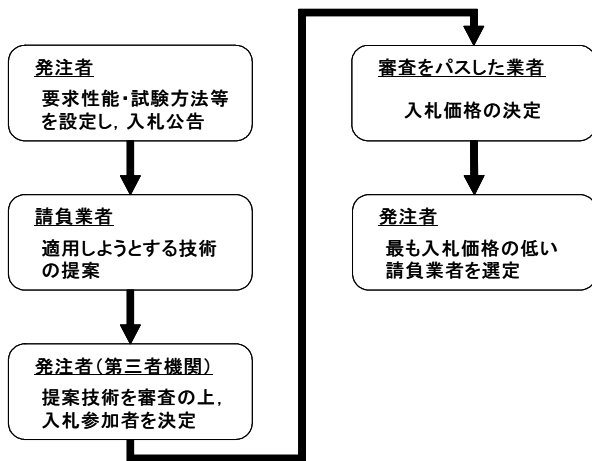 発注者
要求性能・試験方法等
を設定し，入札公告
請負業者
適用しようとする技術
の提案
発注者（第三者機関）
提案技術を審査の上，
入札参加者を決定
審査をパスした業者
入札価格の決定
発注者
最も入札価格の低い
請負業者を選定